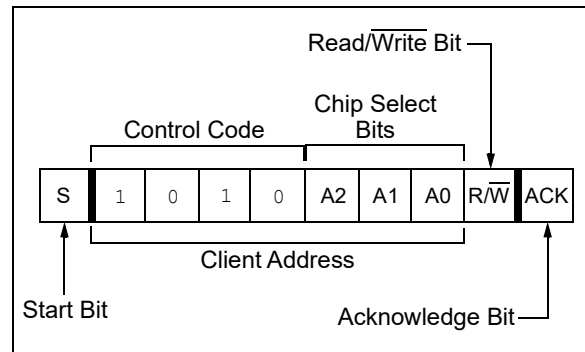 Read/Write Bit
Chip Select
Bits
Control Code
S 1 0 1 0 A2 A1 A0 R/W ACK
Client Address
Start Bit
Acknowledge Bit